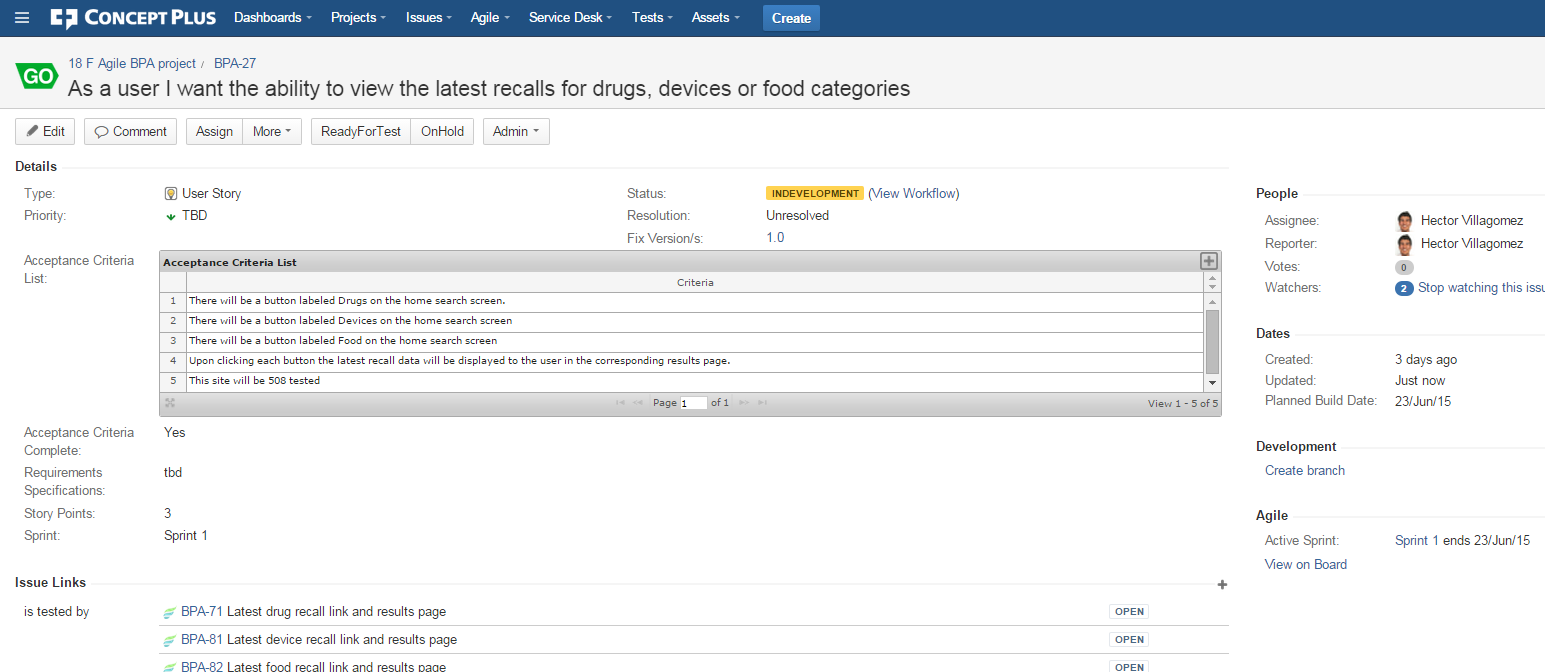 CONCEPT PLUS Dashboards Projects Issues Agile Service Desk Tests Assets Create
GO
18 F Agile BPA project / BPA-27
As a user I want the ability to view the latest recalls for drugs, devices or food categories
Edit Comment Assign More ReadyForTest OnHold Admin
Details
Type: User Story
Priority: TBD
Status: INDEVELOPMENT (View Workflow)
Resolution: Unresolved
Fix Version/s: 1.0
Acceptance Criteria
List:
Acceptance Criteria List
Criteria
1 There will be a button labeled Drugs on the home search screen.
2 There will be a button labeled Devices on the home search screen
3 There will be a button labeled Food on the home search screen
4 Upon clicking each button the latest recall data will be displayed to the user in the corresponding results page.
5 This site will be 508 tested
Page 1 of 1 View 1 - 5 of 5
Acceptance Criteria
Complete: Yes
Requirements
Specifications: tbd
Story Points: 3
Sprint: Sprint 1
Issue Links
is tested by
BPA-71 Latest drug recall link and results page OPEN
BPA-81 Latest device recall link and results page OPEN
BPA-82 Latest food recall link and results page OPEN
People
Assignee: Hector Villagomez
Reporter: Hector Villagomez
Votes: 0
Watchers: 2 Stop watching this issu
Dates
Created: 3 days ago
Updated: Just now
Planned Build Date: 23/Jun/15
Development
Create branch
Agile
Active Sprint: Sprint 1 ends 23/Jun/15
View on Board